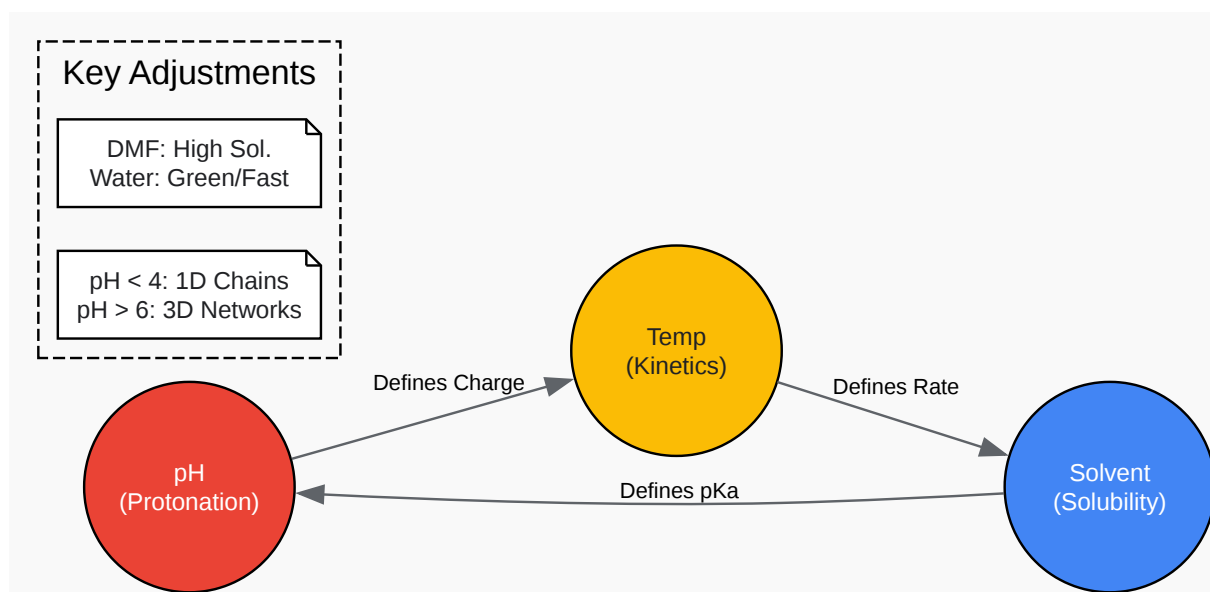 Key Adjustments
DMF: High Sol.
Water: Green/Fast
pH < 4: 1D Chains
pH > 6: 3D Networks
Temp
(Kinetics)
Defines Charge
Defines Rate
pH
(Protonation)
Defines pKa
Solvent
(Solubility)